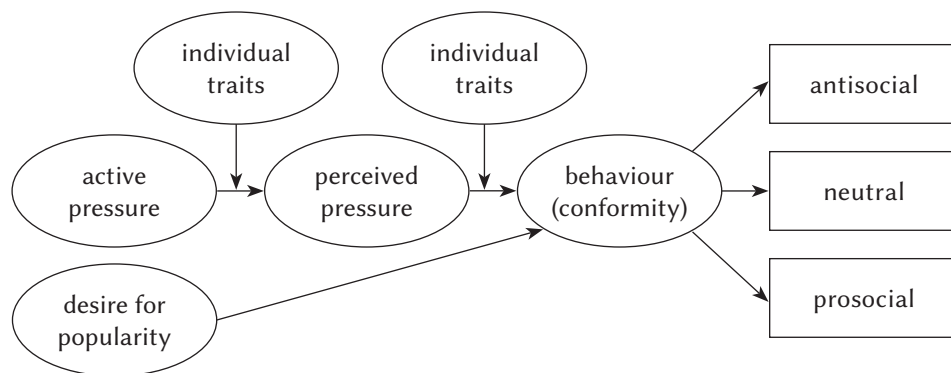 individual
traits
individual
traits
antisocial
active
pressure
perceived
pressure
behaviour
(conformity)
neutral
desire for
popularity
prosocial